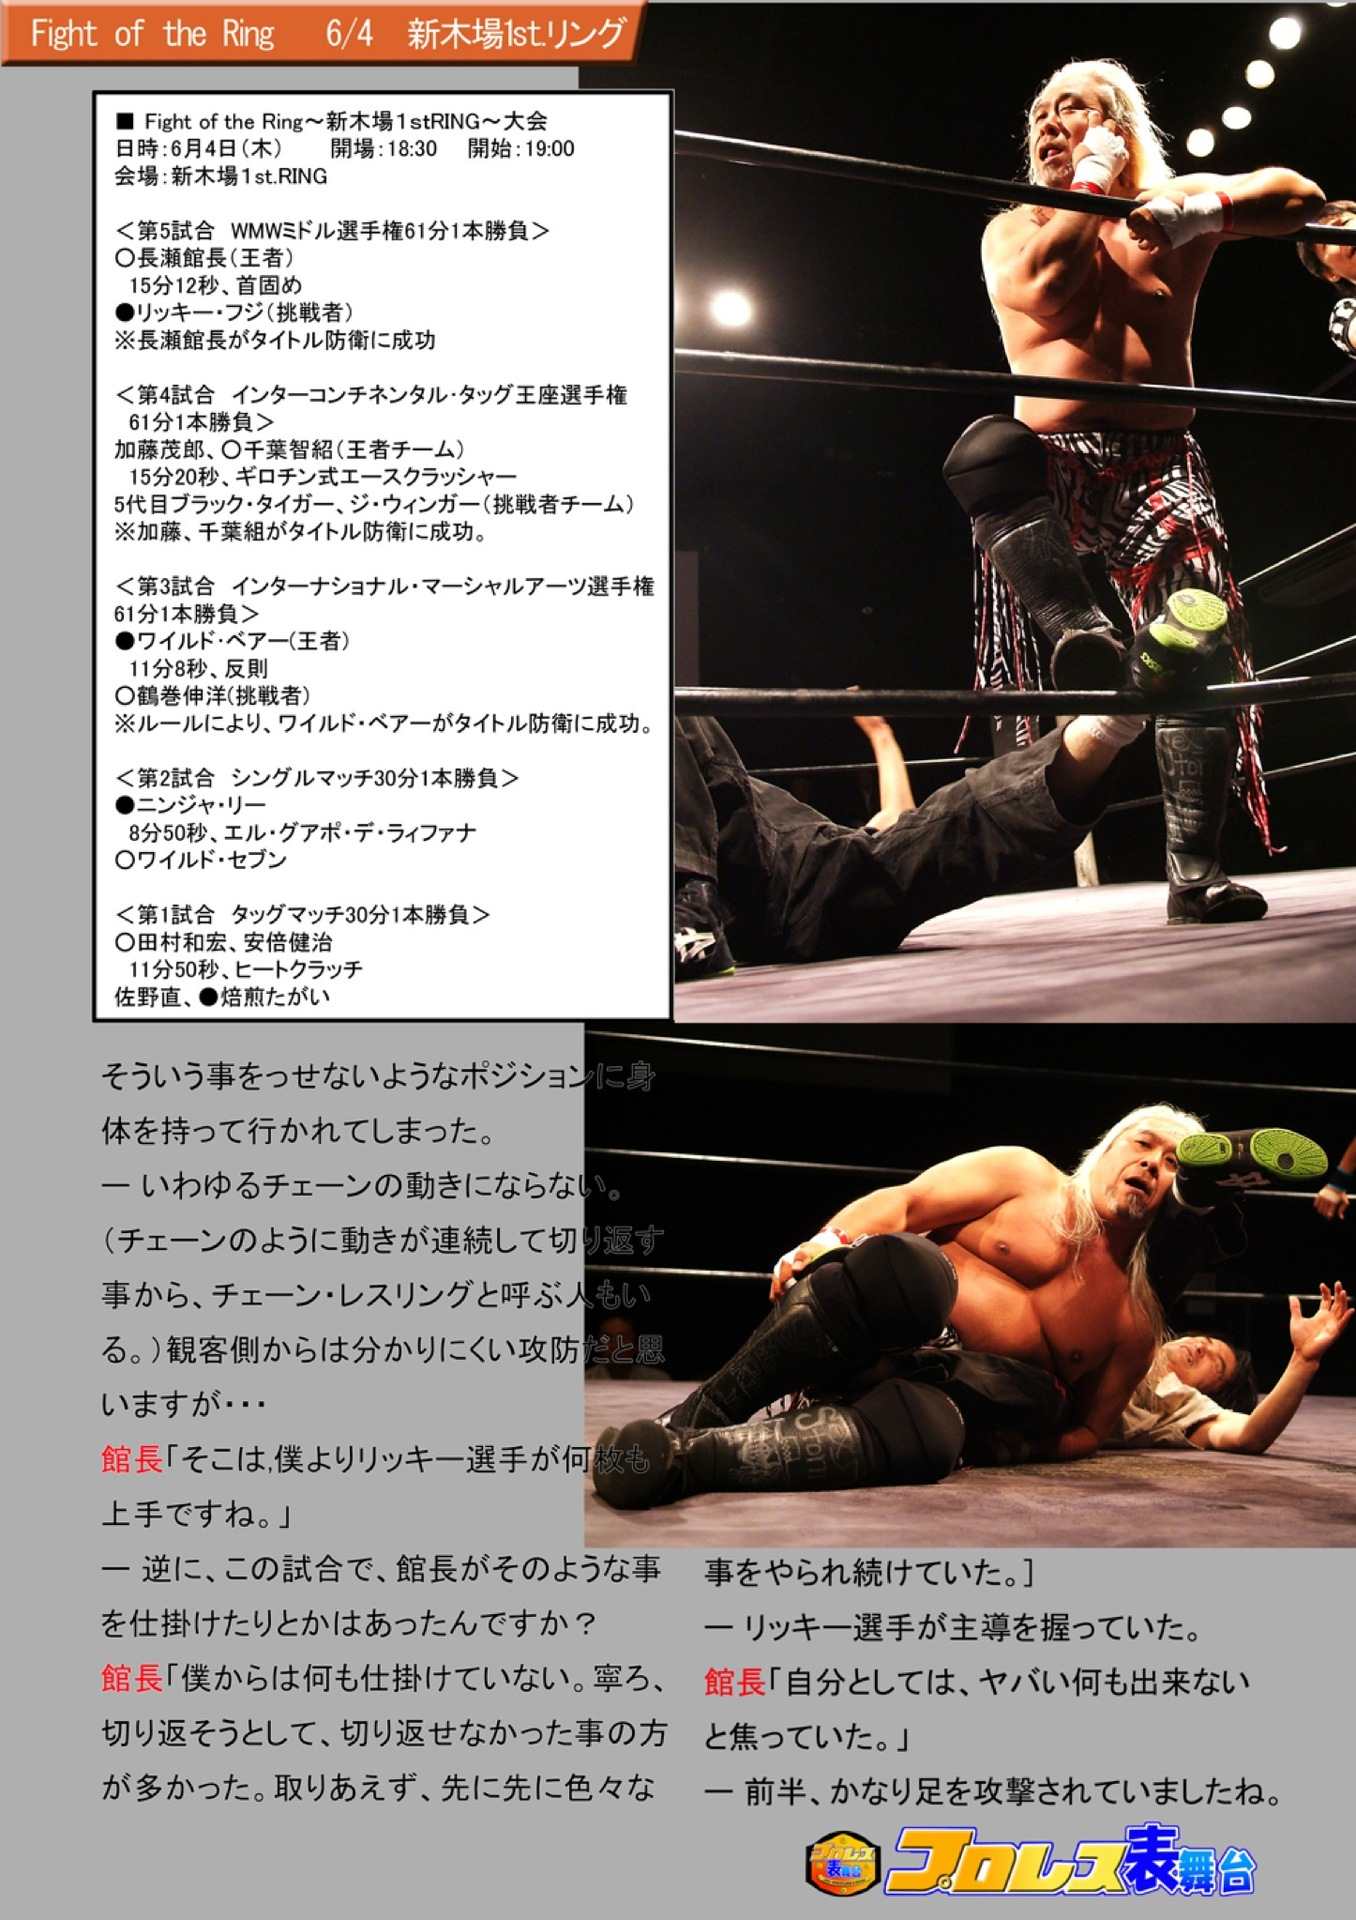 Fight of the Ring　6/4　新木場1st.リング
■ Fight of the Ring～新木場1stRING～大会
日時：6月4日（木）　開場：18:30　開始：19:00
会場：新木場1st.RING
＜第5試合　WMWミドル選手権61分1本勝負＞
○長瀬館長（王者）
15分12秒、首固め
●リッキー・フジ（挑戦者）
※長瀬館長がタイトル防衛に成功
＜第4試合　インターコンチネンタル・タッグ王座選手権
61分1本勝負＞
加藤茂郎、○千葉智紹（王者チーム）
15分20秒、ギロチン式エースクラッシャー
5代目ブラック・タイガー、ジ・ウィンガー（挑戦者チーム）
※加藤、千葉組がタイトル防衛に成功。
＜第3試合　インターナショナル・マーシャルアーツ選手権
61分1本勝負＞
●ワイルド・ベアー(王者)
11分8秒、反則
○鶴巻伸洋(挑戦者)
※ルールにより、ワイルド・ベアーがタイトル防衛に成功。
＜第2試合　シングルマッチ30分1本勝負＞
●ニンジャ・リー
8分50秒、エル・グアポ・デ・ライファナ
○ワイルド・セブン
＜第1試合　タッグマッチ30分1本勝負＞
○田村和宏、安倍健治
11分50秒、ヒートクラッチ
佐野直、●焙煎たがい
そういう事をっせないようなポジションに身
体を持って行かれてしまった。
― いわゆるチェーンの動きにならない。
（チェーンのように動きが連続して切り返す
事から、チェーン・レスリングと呼ぶ人もい
る。）観客側からは分かりにくい攻防だと思
いますが・・・
館長「そこは,僕よりリッキー選手が何枚も
上手ですね。」
― 逆に、この試合で、館長がそのような事
を仕掛けたりとかはあったんですか？
館長「僕からは何も仕掛けていない。寧ろ、
切り返そうとして、切り返せなかった事の方
が多かった。取りあえず、先に先に色々な
事をやられ続けていた。］
― リッキー選手が主導を握っていた。
館長「自分としては、ヤバい何も出来ない
と焦っていた。」
― 前半、かなり足を攻撃されていましたね。
プロレス表舞台